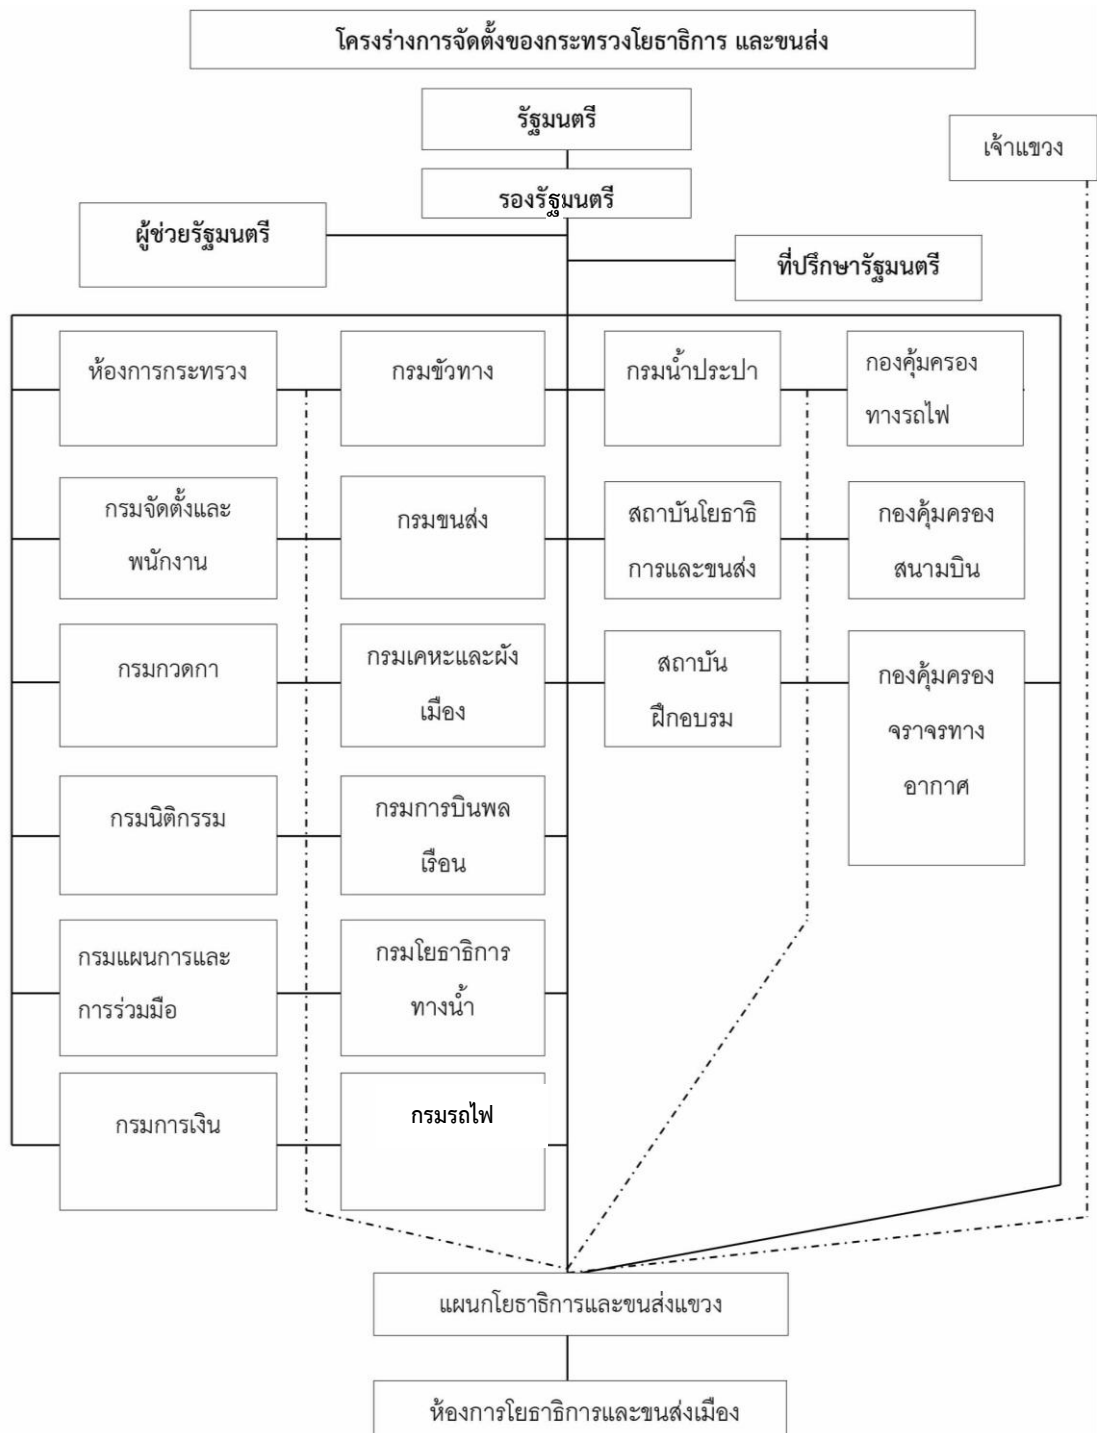 โครงร่างการจัดตั้งของกระทรวงโยธาธิการ และขนส่ง
รัฐมนตรี
เจ้าแขวง
รองรัฐมนตรี
ผู้ช่วยรัฐมนตรี
ที่ปรึกษารัฐมนตรี
ห้องการกระทรวง
กรมขัวทาง
กรมน้ำประปา
กองคุ้มครอง
ทางรถไฟ
กรมจัดตั้งและ
พนักงาน
กรมขนส่ง
สถาบันโยธาธิ
การและขนส่ง
กองคุ้มครอง
สนามบิน
กรมกวดกา
กรมเคหะและผัง
เมือง
สถาบัน
ฝึกอบรม
กองคุ้มครอง
จราจรทาง
อากาศ
กรมนิติกรรม
กรมการบินพล
เรือน
กรมแผนการและ
การร่วมมือ
กรมโยธาธิการ
ทางน้ำ
กรมการเงิน
กรมรถไฟ
แผนกโยธาธิการและขนส่งแขวง
ห้องการโยธาธิการและขนส่งเมือง